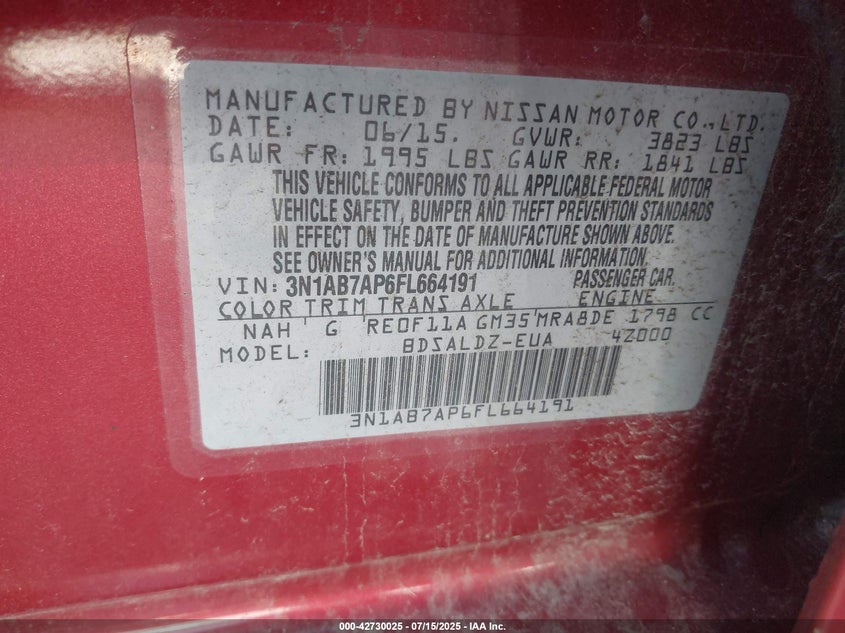 MANUFACTURED BY NISSAN MOTOR CO., LTD.
DATE: 06/15. GVWR: 3823 LBS
GAWR FR: 1995 LBS GAWR RR: 1841 LBS
THIS VEHICLE CONFORMS TO ALL APPLICABLE FEDERAL MOTOR
VEHICLE SAFETY, BUMPER AND THEFT PREVENTION STANDARDS
IN EFFECT ON THE DATE OF MANUFACTURE SHOWN ABOVE.
SEE OWNER'S MANUAL FOR ADDITIONAL INFORMATION.
VIN: 3N1AB7AP6FL664191 PASSENGER CAR.
COLOR TRIM TRANS AXLE ENGINE
NAH G RE0F11A GM35 MRA8DE 1798 CC
MODEL: BDSALDZ-EUA 4Z000
3N1AB7AP6FL664191
000-42730025 - 07/15/2025 - IAA Inc.